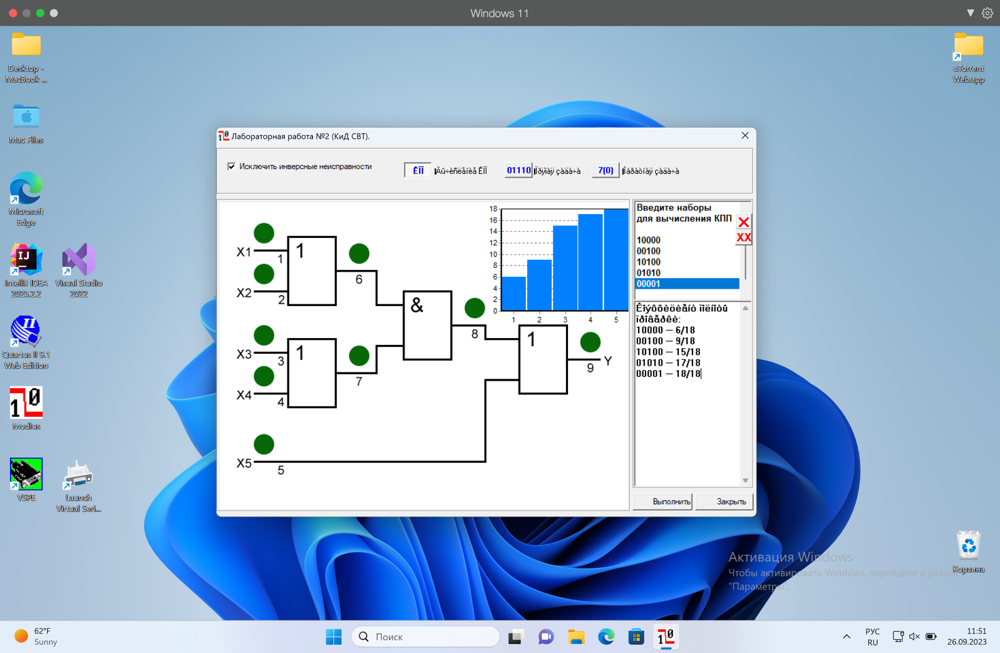 Windows 11
Desktop -
MacBook ...
Mac Files
Microsoft
Edge
IntelliJ IDEA
2023.2.2
Visual Studio
2022
Quartus II 9.1
Web Edition
Modius
VSPE
Launch
Virtual Seri...
uTorrent
Web.app
Корзина
Лабораторная работа №2 (КиД СВТ).
Исключить инверсные неисправности
ÊÏÏ
Âû÷èñëåíèå ÊÏÏ
01110
Ïðÿìàÿ çàäà÷à
7(0)
Îáðàòíàÿ çàäà÷à
X1
1
1
X2
2
6
X3
3
1
X4
4
7
&
8
1
9
Y
X5
5
18
16
14
12
10
8
6
4
2
0
1 2 3 4 5
Введите наборы
для вычисления КПП
X
XX
10000
00100
10100
01010
00001
Êîýôôèöèåíò ïîëíîòû
ïðîâåðêè:
10000 – 6/18
00100 – 9/18
10100 – 15/18
01010 – 17/18
00001 – 18/18
Выполнить
Закрыть
Активация Windows
Чтобы активировать Windows, перейдите в раздел
"Параметры".
62°F
Sunny
Поиск
РУС
RU
11:51
26.09.2023